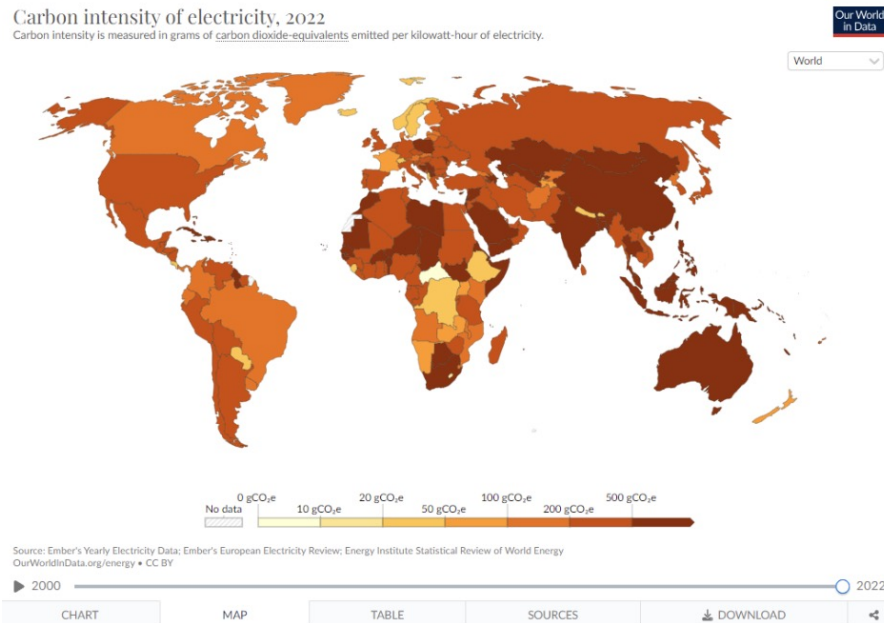 Carbon intensity of electricity, 2022
Carbon intensity is measured in grams of carbon dioxide-equivalents emitted per kilowatt-hour of electricity.
Our World
in Data
World
No data
0 gCO₂e
10 gCO₂e
20 gCO₂e
50 gCO₂e
100 gCO₂e
200 gCO₂e
500 gCO₂e
Source: Ember's Yearly Electricity Data; Ember's European Electricity Review; Energy Institute Statistical Review of World Energy
OurWorldInData.org/energy • CC BY
2000
2022
CHART
MAP
TABLE
SOURCES
DOWNLOAD